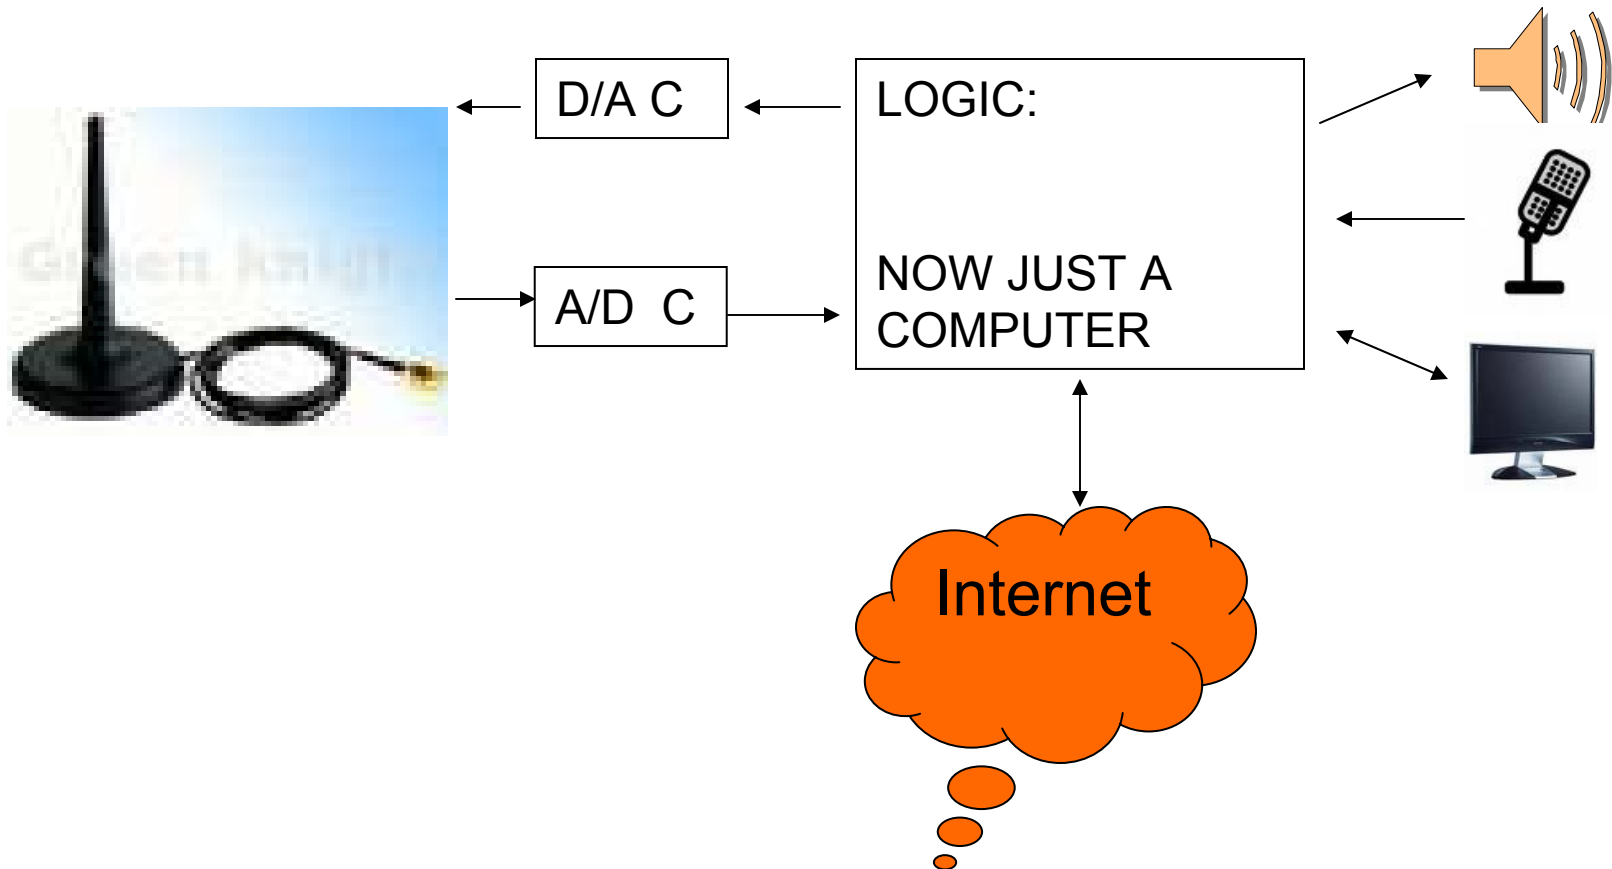 D/A C
LOGIC:
A/D C
NOW JUST A
COMPUTER
Internet